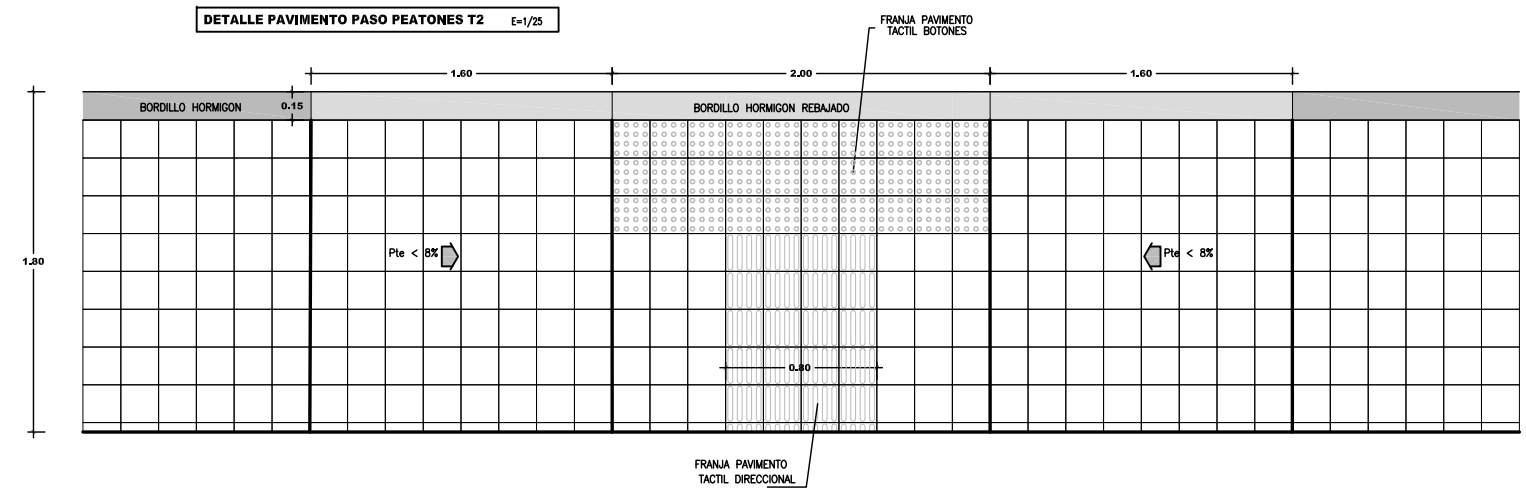 DETALLE PAVIMENTO PASO PEATONES T2 E=1/25
FRANJA PAVIMENTO
TACTIL BOTONES
1.60
2.00
1.60
BORDILLO HORMIGON
0.15
BORDILLO HORMIGON REBAJADO
1.80
Pte < 8%
Pte < 8%
0.80
FRANJA PAVIMENTO
TACTIL DIRECCIONAL